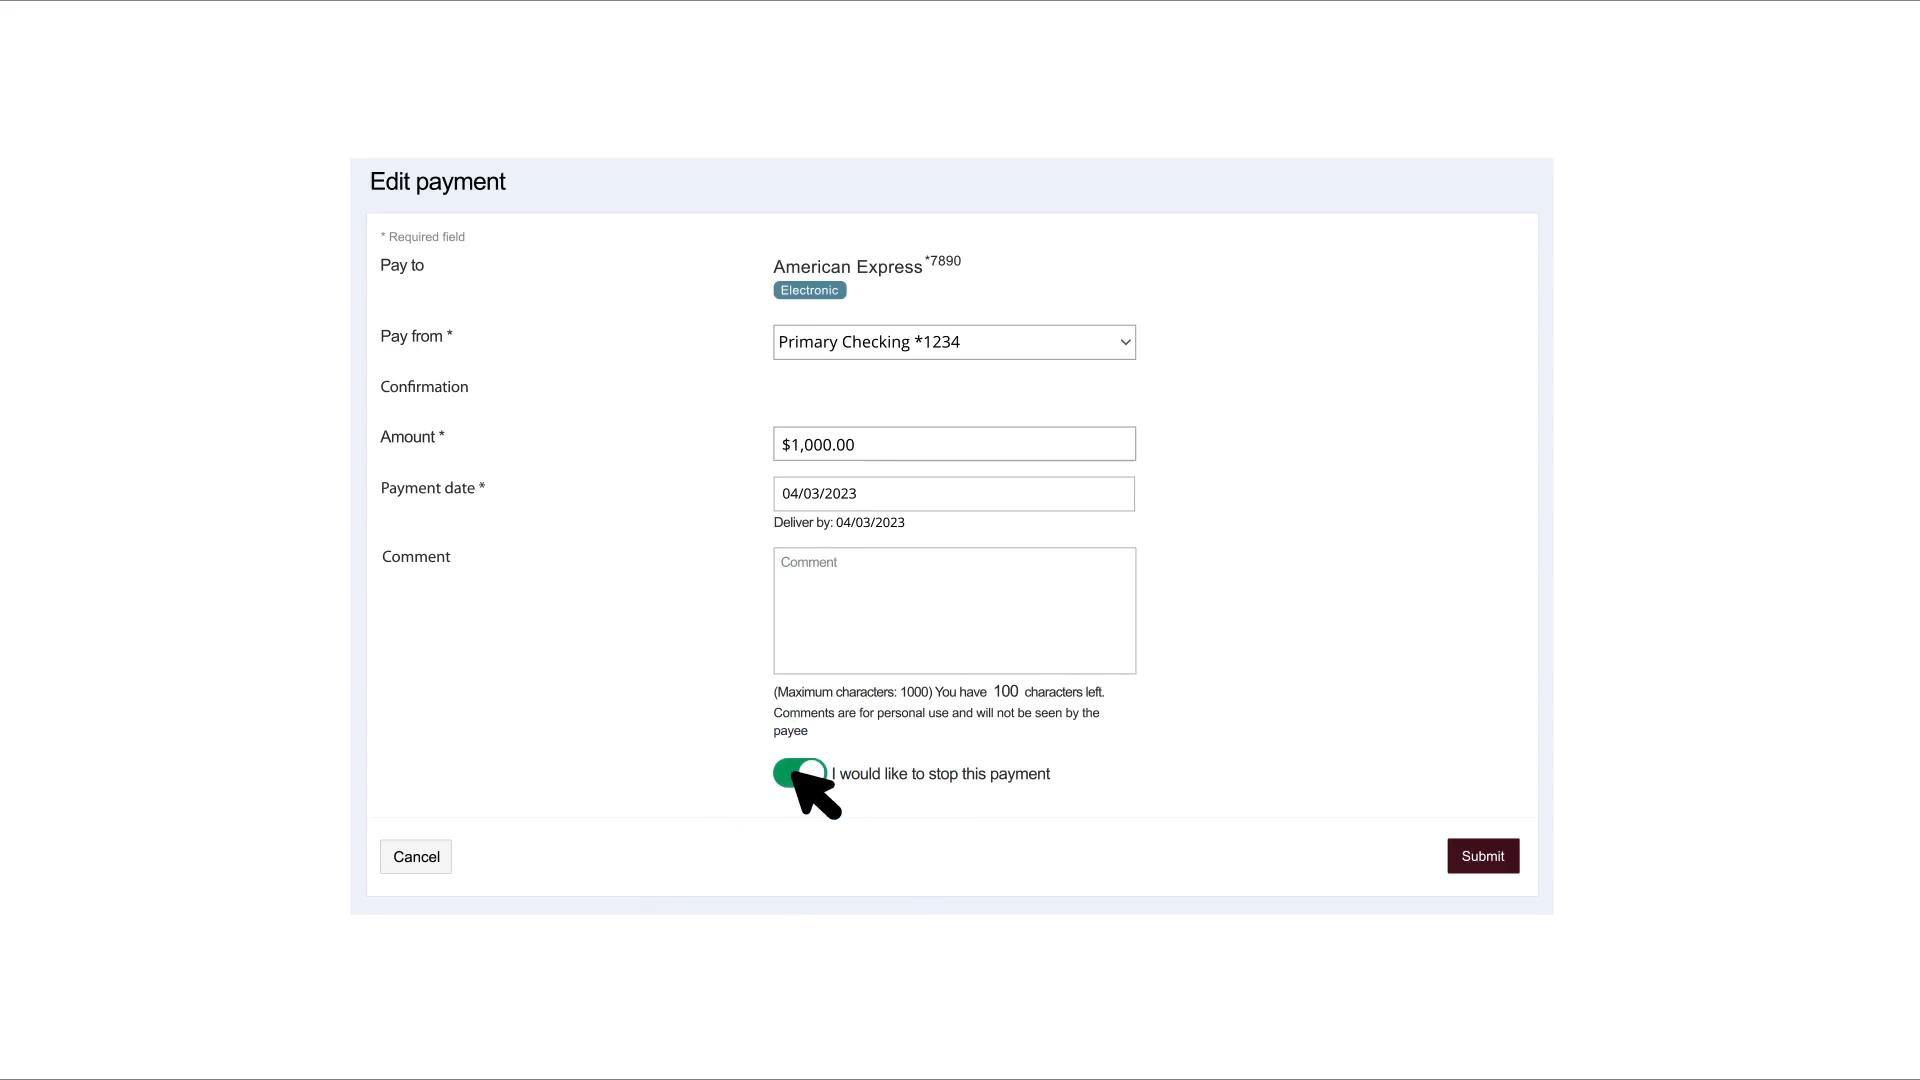 Edit payment
* Required field
Pay to
American Express *7890
Electronic
Pay from *
Primary Checking *1234
Confirmation
Amount *
$1,000.00
Payment date *
04/03/2023
Deliver by: 04/03/2023
Comment
Comment
(Maximum characters: 1000) You have 100 characters left.
Comments are for personal use and will not be seen by the
payee
I would like to stop this payment
Cancel
Submit